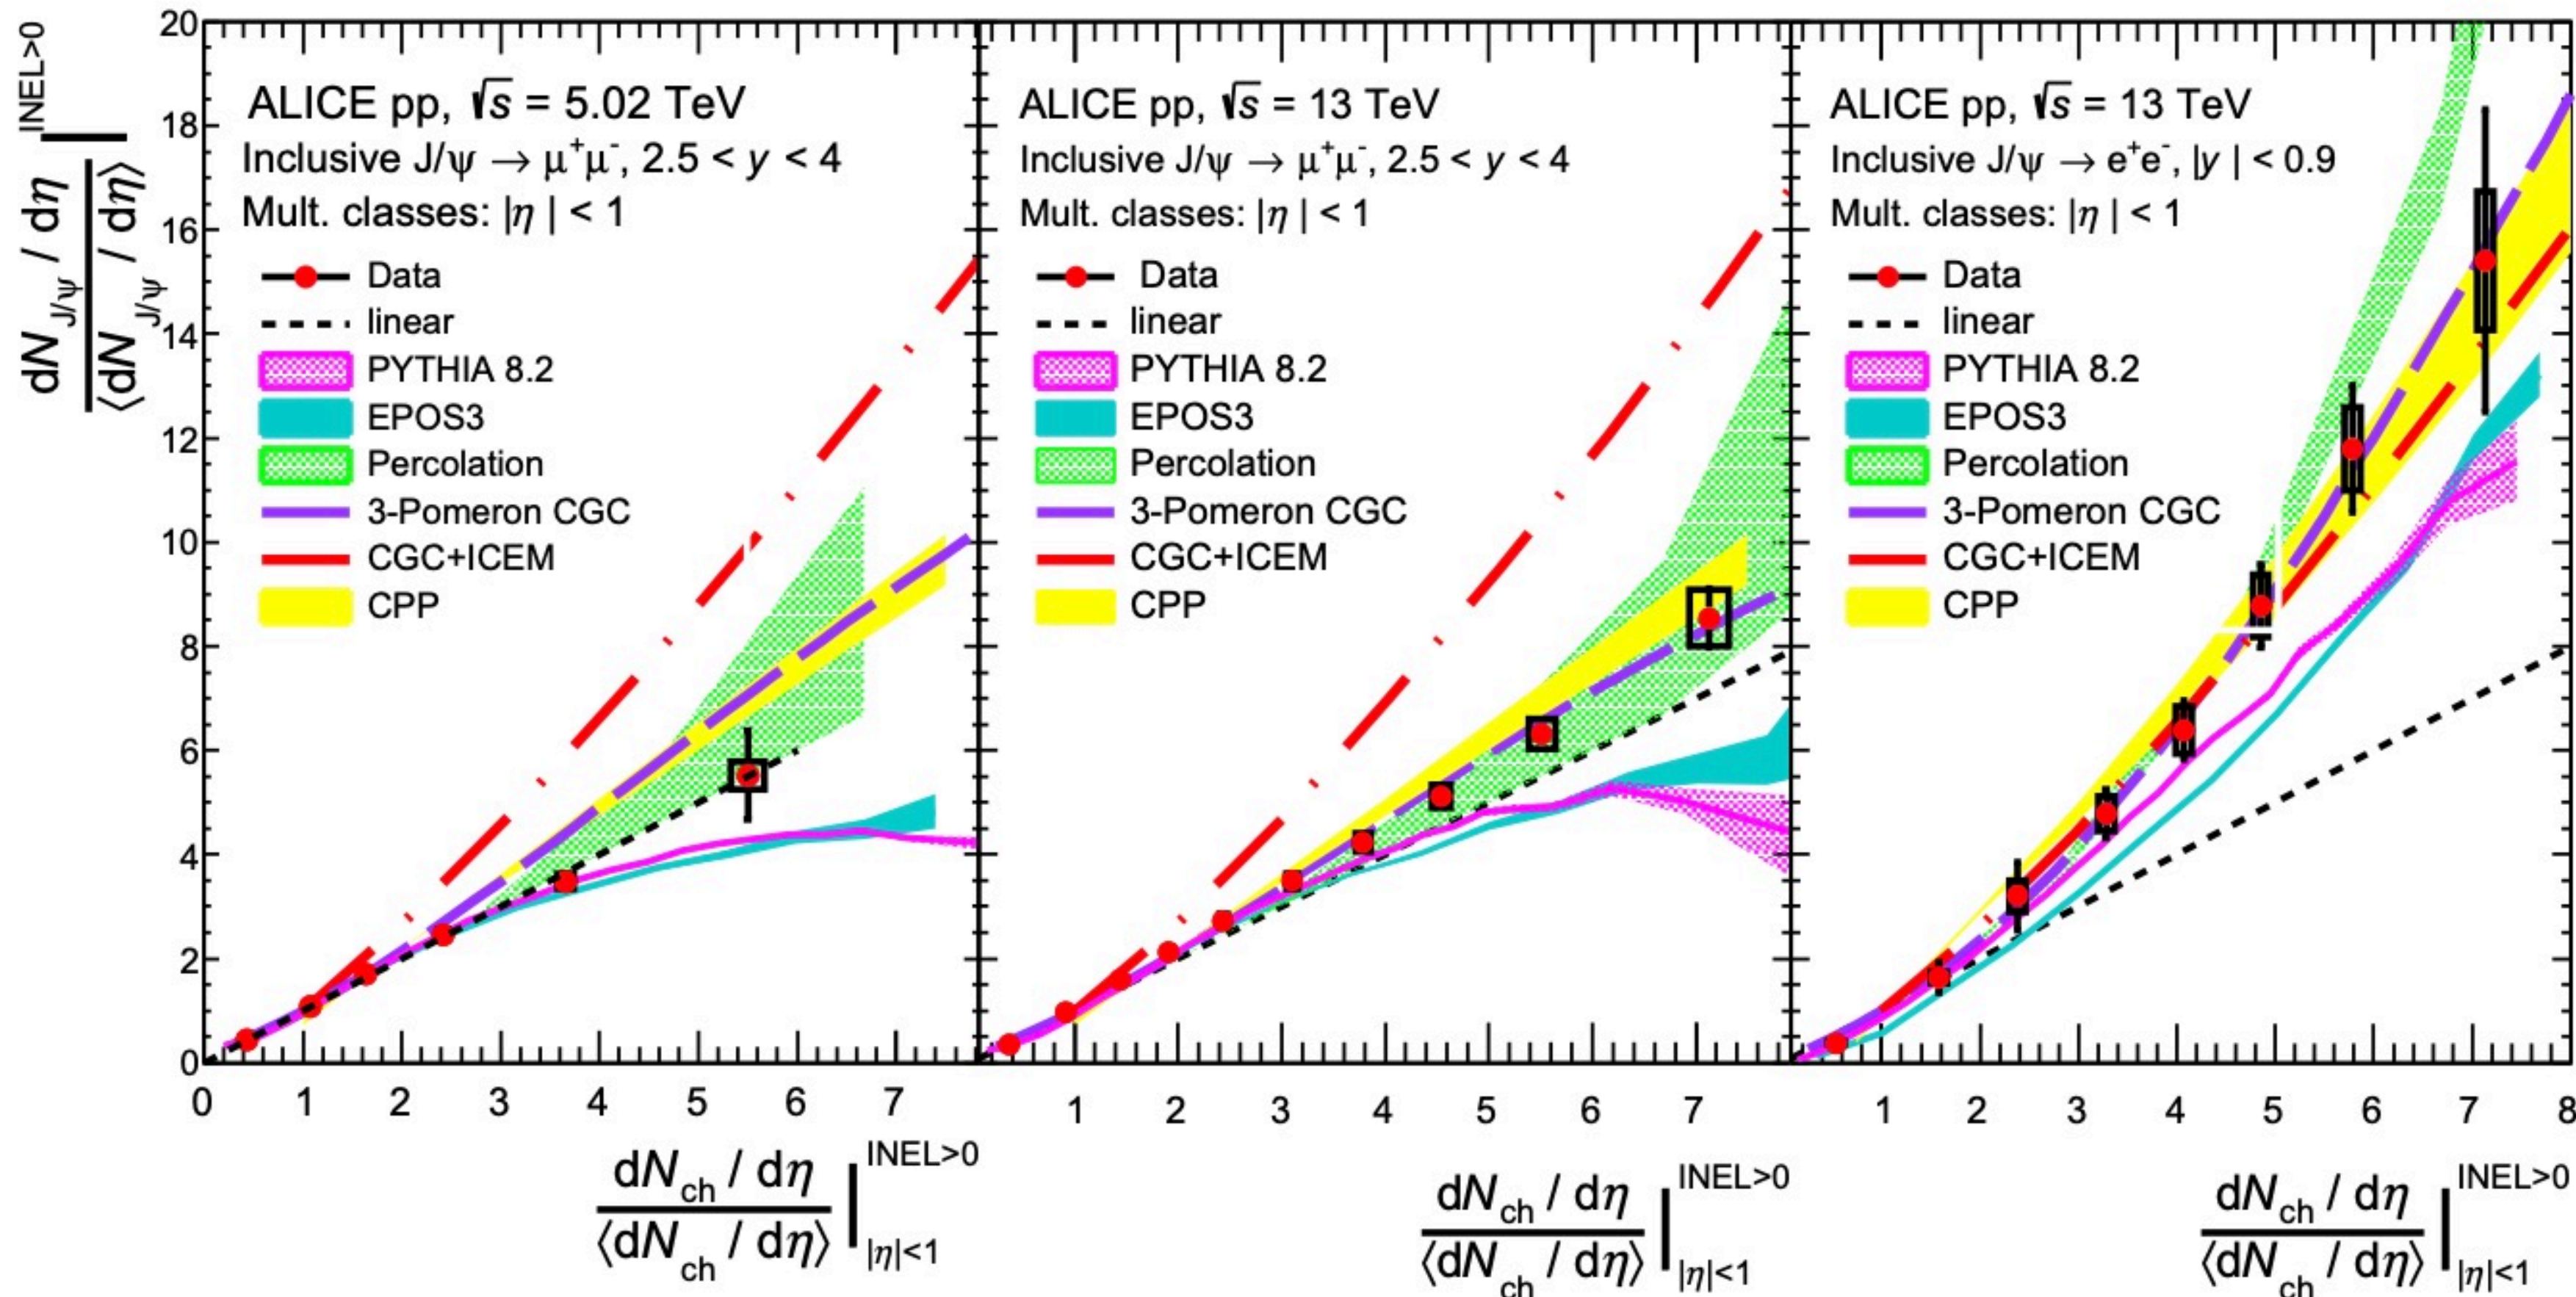 dN_J/ψ / dη
⟨dN_J/ψ / dη⟩ | INEL>0
20
18
16
14
12
10
8
6
4
2
0
ALICE pp, √s = 5.02 TeV
Inclusive J/ψ → μ⁺μ⁻, 2.5 < y < 4
Mult. classes: |η | < 1
Data
linear
PYTHIA 8.2
EPOS3
Percolation
3-Pomeron CGC
CGC+ICEM
CPP
0 1 2 3 4 5 6 7
dN_ch / dη
⟨dN_ch / dη⟩ | INEL>0 |η|<1
ALICE pp, √s = 13 TeV
Inclusive J/ψ → μ⁺μ⁻, 2.5 < y < 4
Mult. classes: |η | < 1
Data
linear
PYTHIA 8.2
EPOS3
Percolation
3-Pomeron CGC
CGC+ICEM
CPP
1 2 3 4 5 6 7
dN_ch / dη
⟨dN_ch / dη⟩ | INEL>0 |η|<1
ALICE pp, √s = 13 TeV
Inclusive J/ψ → e⁺e⁻, |y | < 0.9
Mult. classes: |η | < 1
Data
linear
PYTHIA 8.2
EPOS3
Percolation
3-Pomeron CGC
CGC+ICEM
CPP
1 2 3 4 5 6 7 8
dN_ch / dη
⟨dN_ch / dη⟩ | INEL>0 |η|<1